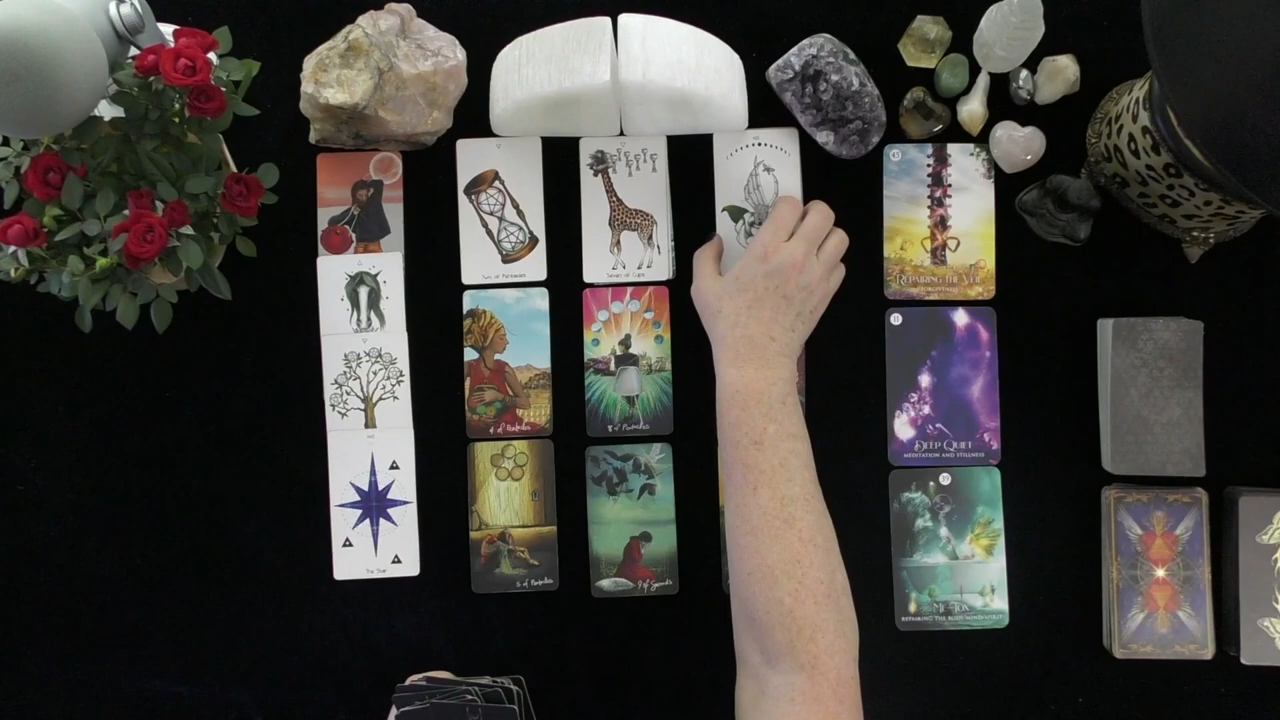 Two of Pentacles
Seven of Cups
45
REPAIRING THE VEIL
FORGIVENESS
4 of Pentacles
8 of Pentacles
11
DEEP QUIET
MEDITATION AND STILLNESS
The Star
5 of Pentacles
9 of Swords
39
ME-TOX
REPAIRING THE BODY/MIND/SPIRIT